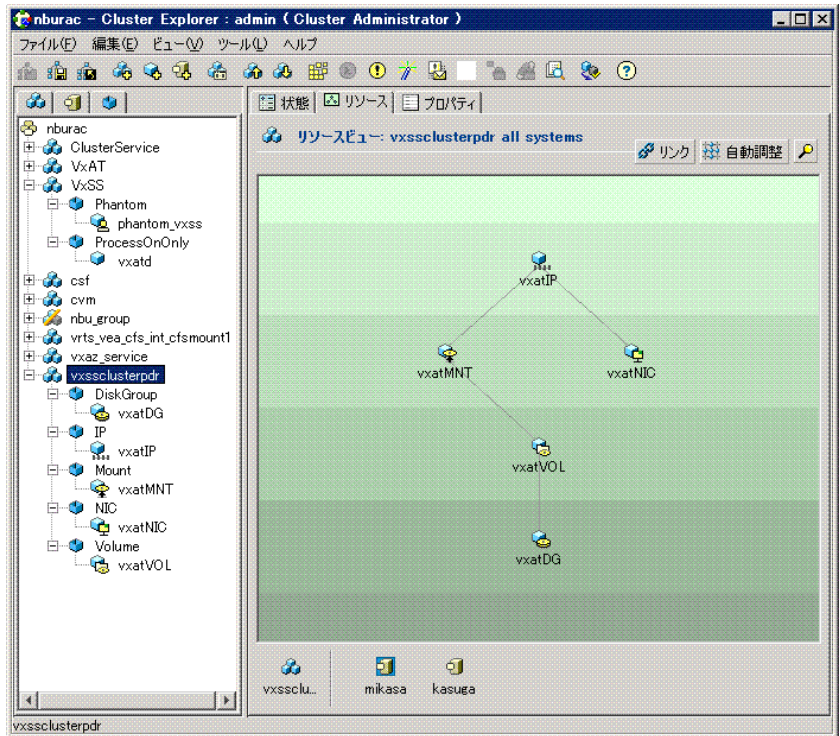 nburac - Cluster Explorer : admin ( Cluster Administrator )
ファイル(F) 編集(E) ビュー(V) ツール(L) ヘルプ
nburac
ClusterService
VxAT
VxSS
Phantom
phantom_vxss
ProcessOnOnly
vxatd
csf
cvm
nbu_group
vrts_vea_cfs_int_cfsmount1
vxaz_service
vxssclusterpdr
DiskGroup
vxatDG
IP
vxatIP
Mount
vxatMNT
NIC
vxatNIC
Volume
vxatVOL
状態 リソース プロパティ
リソースビュー: vxssclusterpdr all systems
リンク 自動調整
vxatIP
vxatMNT vxatNIC
vxatVOL
vxatDG
vxssclu... mikasa kasuga
vxssclusterpdr